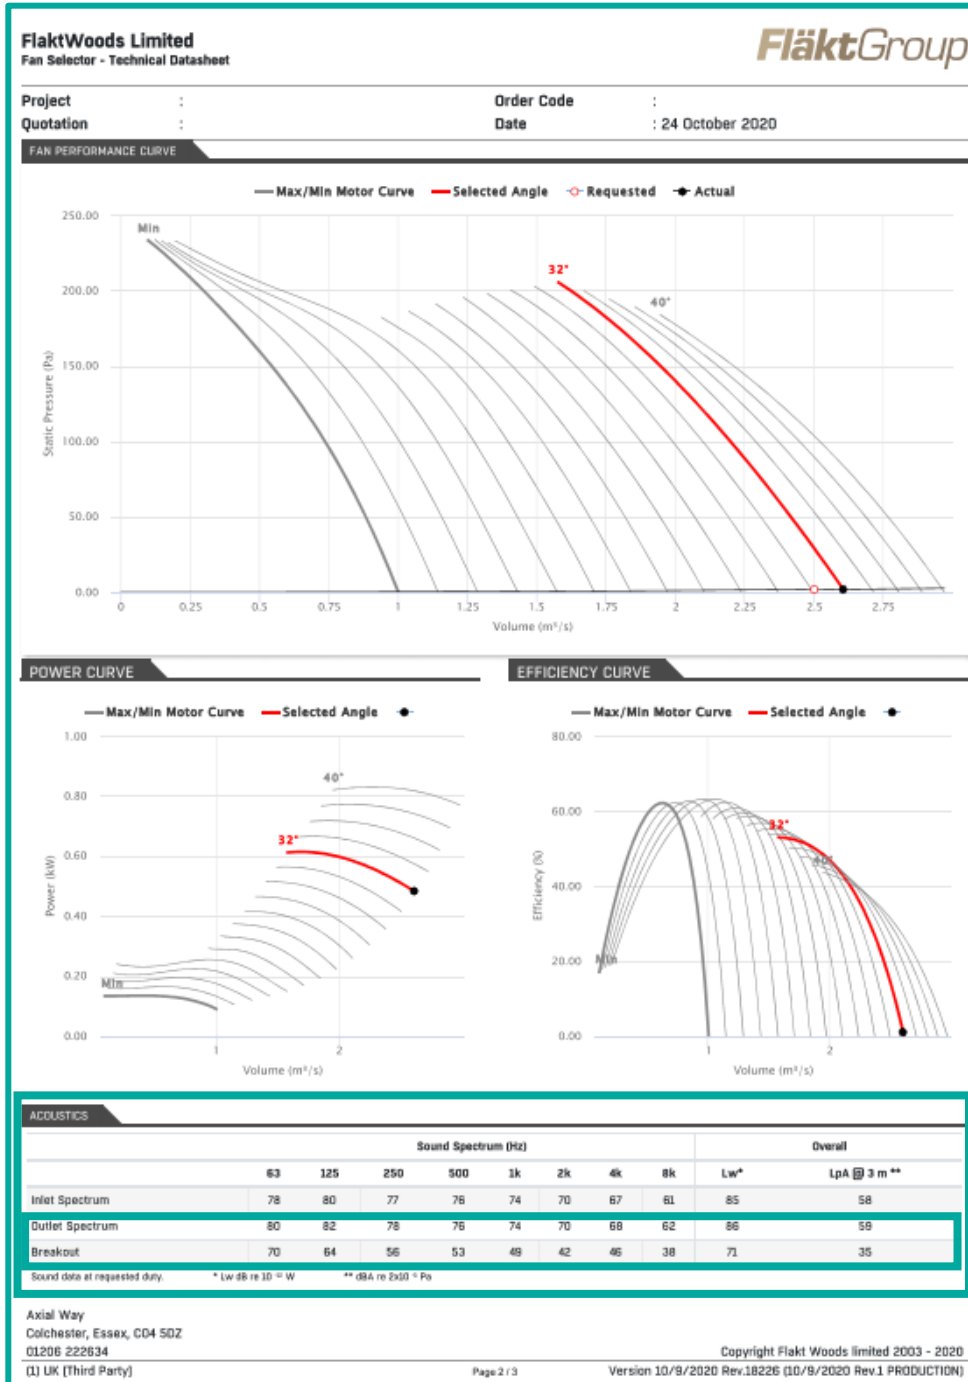 FlaktWoods Limited
Fan Selector - Technical Datasheet
FläktGroup
Project : Order Code :
Quotation : Date : 24 October 2020
FAN PERFORMANCE CURVE
Max/Min Motor Curve Selected Angle Requested Actual
250.00
Min
32°
200.00
40°
150.00
Static Pressure (Pa)
100.00
50.00
0.00
0 0.25 0.5 0.75 1 1.25 1.5 1.75 2 2.25 2.5 2.75
Volume (m³/s)
POWER CURVE EFFICIENCY CURVE
Max/Min Motor Curve Selected Angle
1.00
40°
0.80
32°
0.60
Power (kW)
0.40
0.20
Min
0.00
1 2
Volume (m³/s)
Max/Min Motor Curve Selected Angle
80.00
60.00
32°
40°
Efficiency (%)
40.00
20.00
Min
0.00
1 2
Volume (m³/s)
ACOUSTICS
Sound Spectrum (Hz) Overall
63 125 250 500 1k 2k 4k 8k Lw* LpA @ 3 m **
Inlet Spectrum 78 80 77 76 74 70 67 61 85 58
Outlet Spectrum 80 82 78 76 74 70 68 62 86 59
Breakout 70 64 56 53 49 42 46 38 71 35
Sound data at requested duty. * Lw dB re 10 W ** dBA re 2x10 Pa
Axial Way
Colchester, Essex, CO4 5DZ
01206 222634 Copyright Flakt Woods limited 2003 - 2020
(1) UK (Third Party) Page 2 / 3 Version 10/9/2020 Rev.18226 (10/9/2020 Rev.1 PRODUCTION)